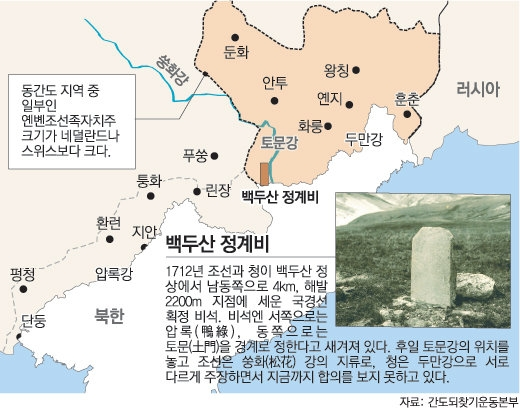 둔화
쑹화강
왕칭
안투
옌지
러시아
훈춘
동간도 지역 중
일부인
옌볜조선족자치주
크기가 네덜란드나
스위스보다 크다.
화룽
토문강
두만강
푸쑹
퉁화
린장
백두산 정계비
환런
지안
압록강
펑청
북한
단둥
백두산 정계비
1712년 조선과 청이 백두산 정
상에서 남동쪽으로 4km, 해발
2200m 지점에 세운 국경선
획정 비석. 비석엔 서쪽으로는
압록(鴨綠), 동쪽으로는
토문(土門)을 경계로 정한다고 새겨져 있다. 후일 토문강의 위치를
놓고 조선은 쑹화(松花) 강의 지류로, 청은 두만강으로 서로
다르게 주장하면서 지금까지 합의를 보지 못하고 있다.
자료: 간도되찾기운동본부